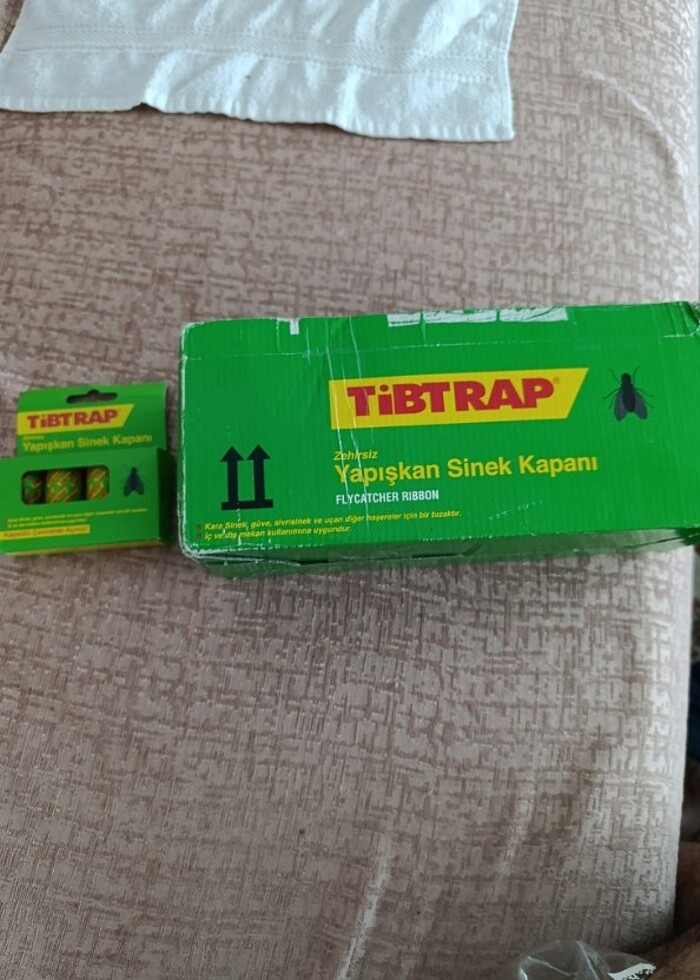 TiBTRAP
Zehirsiz
Yapışkan Sinek Kapanı
TiBTRAP®
Zehirsiz
Yapışkan Sinek Kapanı
FLYCATCHER RIBBON
Kara Sinek, güve, sivrisinek ve uçan diğer haşereler için bir tuzaktır.
İç ve dış mekan kullanımına uygundur.